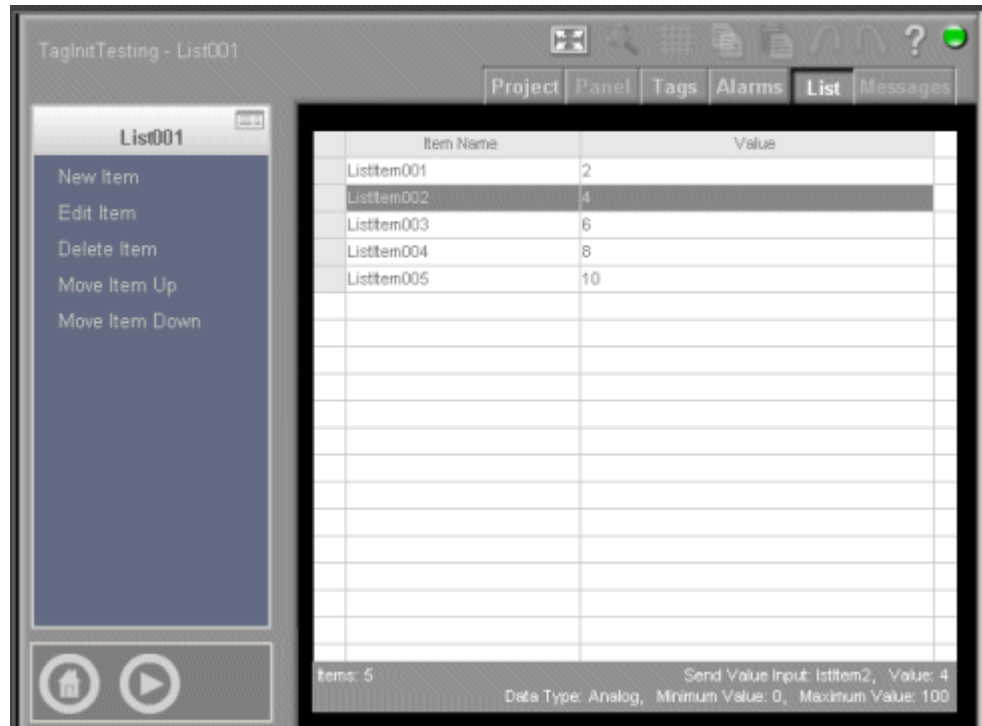 TagInitTesting - List001
?
Project Panel Tags Alarms List Messages
List001
New Item
Edit Item
Delete Item
Move Item Up
Move Item Down
Item Name Value
ListItem001 2
ListItem002 4
ListItem003 6
ListItem004 8
ListItem005 10
Items: 5
Send Value Input: lstItem2, Value: 4
Data Type: Analog, Minimum Value: 0, Maximum Value: 100